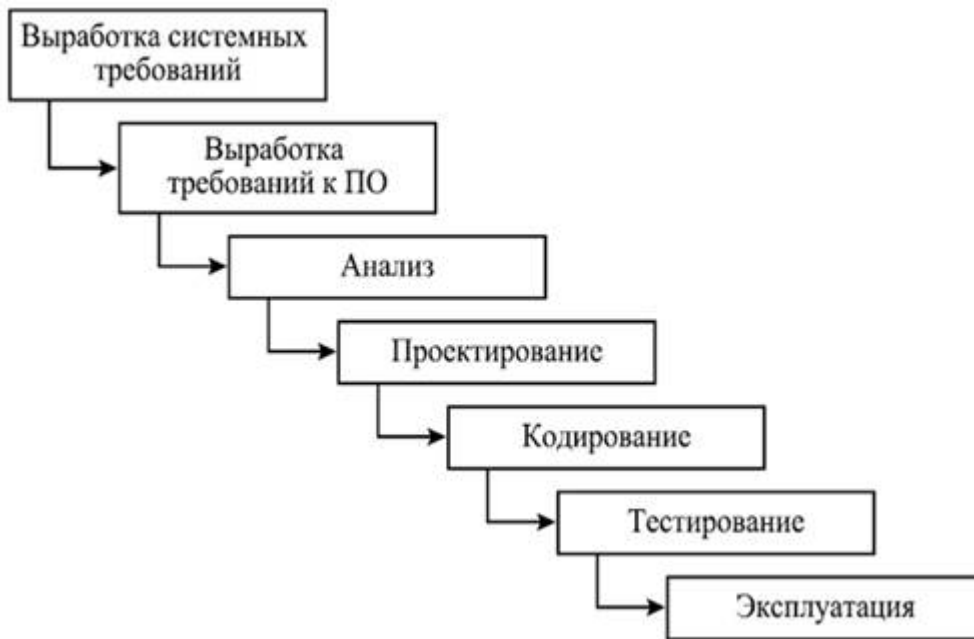 Выработка системных
требований
Выработка
требований к ПО
Анализ
Проектирование
Кодирование
Тестирование
Эксплуатация